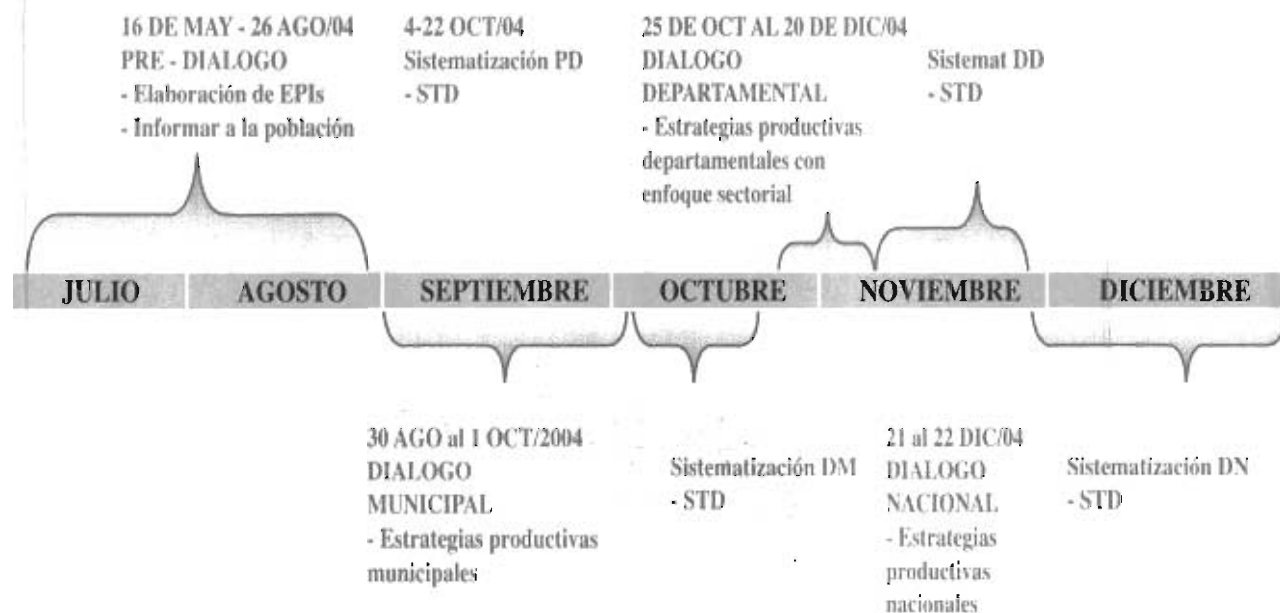 16 DE MAY - 26 AGO/04
PRE - DIALOGO
- Elaboración de EPIs
- Informar a la población
4-22 OCT/04
Sistematización PD
- STD
25 DE OCT AL 20 DE DIC/04
DIALOGO
DEPARTAMENTAL
- Estrategias productivas
departamentales con
enfoque sectorial
Sistemat DD
- STD
JULIO
AGOSTO
SEPTIEMBRE
OCTUBRE
NOVIEMBRE
DICIEMBRE
30 AGO al 1 OCT/2004
DIALOGO
MUNICIPAL
- Estrategias productivas
municipales
Sistematización DM
- STD
21 al 22 DIC/04
DIALOGO
NACIONAL
- Estrategias
productivas
nacionales
Sistematización DN
- STD